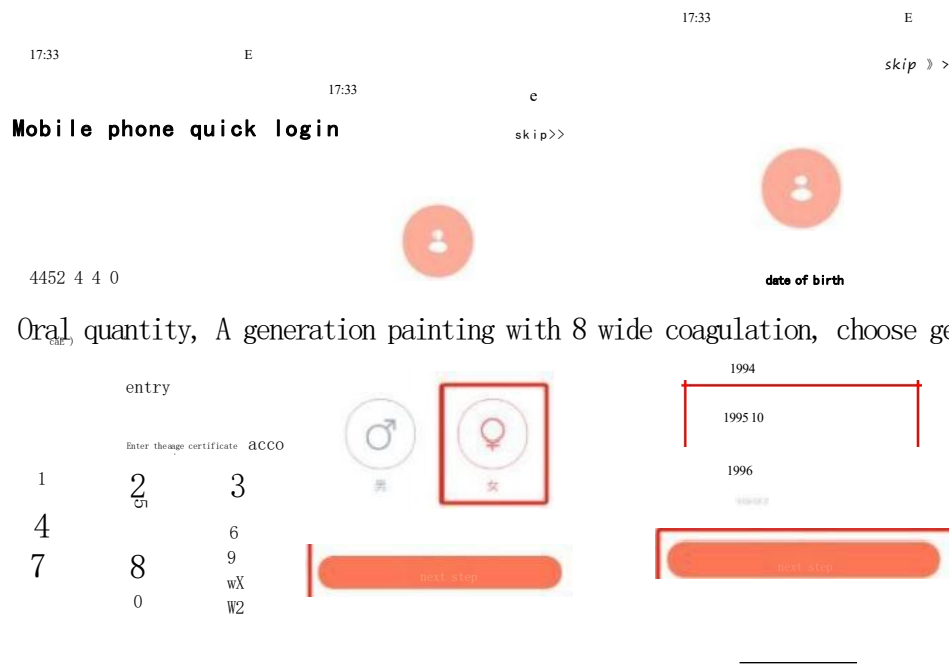 17:33 E
Mobile phone quick login
4452 4 4 0
17:33 e
skip>>
17:33 E
skip 》>
date of birth
Oral quantity, A generation painting with 8 wide coagulation, choose ge
entry
Enter theage certificate acco
1 2 3
4 5 6
7 8 9
wX
0 W2
男 女
next step
1994
1995 10
1996
next step